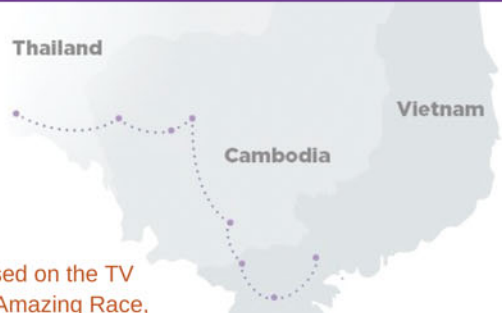 Thailand
Vietnam
Cambodia
sed on the TV
Amazing Race,